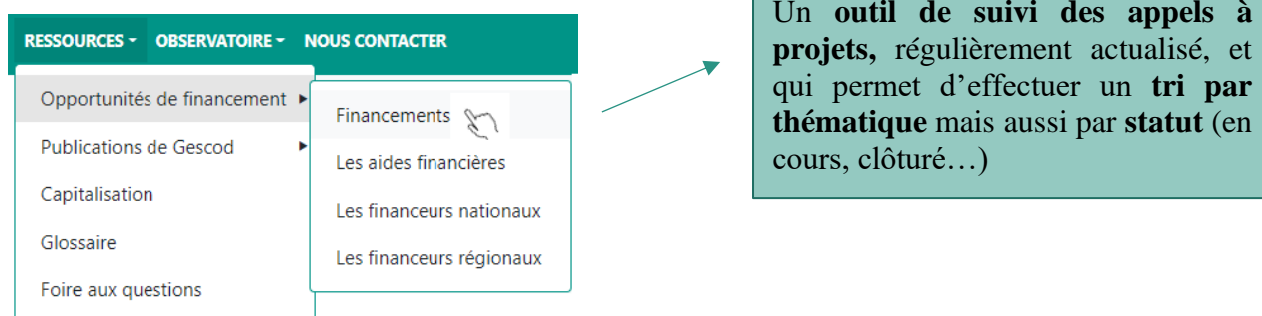 RESSOURCES OBSERVATOIRE NOUS CONTACTER
Opportunités de financement
Publications de Gescod
Capitalisation
Glossaire
Foire aux questions
Financements
Les aides financières
Les financeurs nationaux
Les financeurs régionaux
Un outil de suivi des appels à
projets, régulièrement actualisé, et
qui permet d'effectuer un tri par
thématique mais aussi par statut (en
cours, clôturé…)